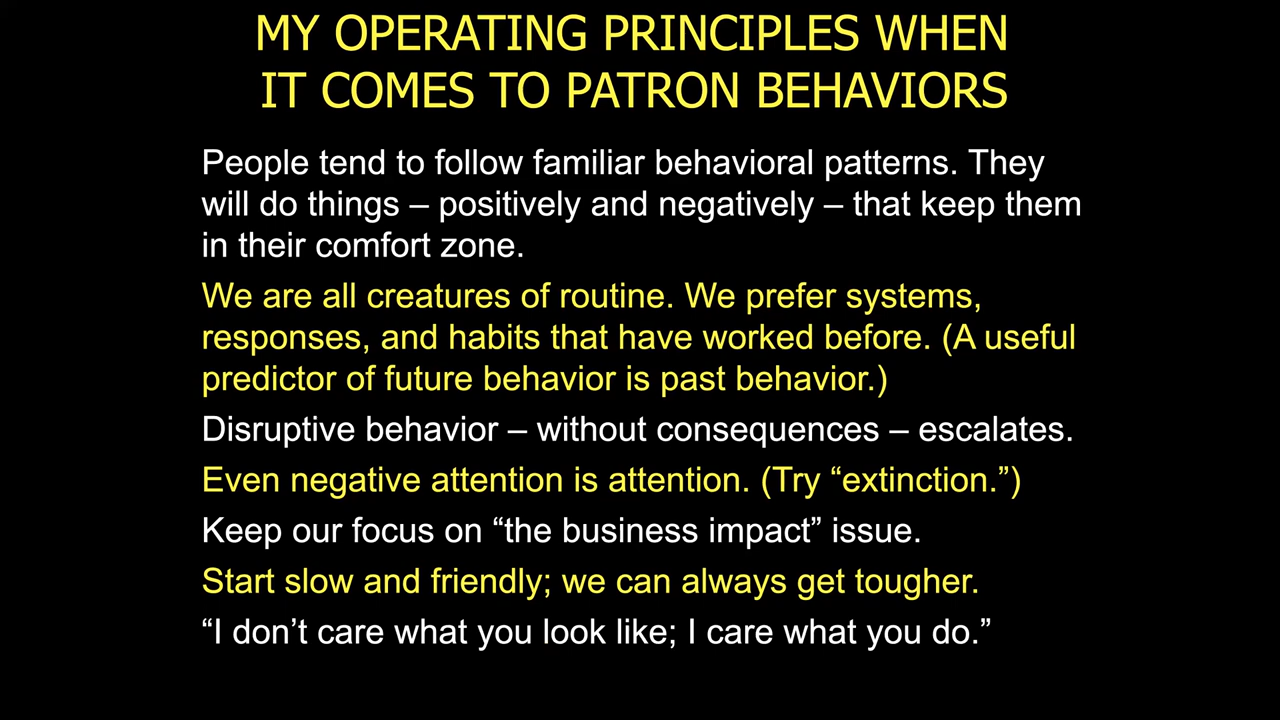 MY OPERATING PRINCIPLES WHEN
IT COMES TO PATRON BEHAVIORS
People tend to follow familiar behavioral patterns. They
will do things – positively and negatively – that keep them
in their comfort zone.
We are all creatures of routine. We prefer systems,
responses, and habits that have worked before. (A useful
predictor of future behavior is past behavior.)
Disruptive behavior – without consequences – escalates.
Even negative attention is attention. (Try “extinction.”)
Keep our focus on “the business impact” issue.
Start slow and friendly; we can always get tougher.
“I don’t care what you look like; I care what you do.”